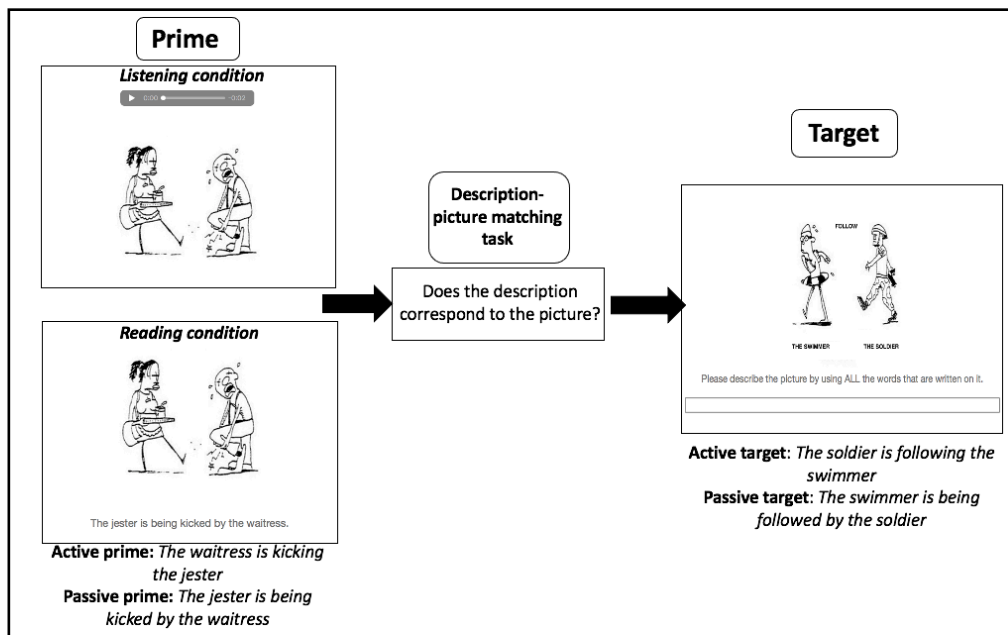 Prime
Listening condition
0:00 -0:02
Reading condition
The jester is being kicked by the waitress.
Active prime: The waitress is kicking
the jester
Passive prime: The jester is being
kicked by the waitress
Description-
picture matching
task
Does the description
correspond to the picture?
Target
FOLLOW
THE SWIMMER THE SOLDIER
Please describe the picture by using ALL the words that are written on it.
Active target: The soldier is following the
swimmer
Passive target: The swimmer is being
followed by the soldier